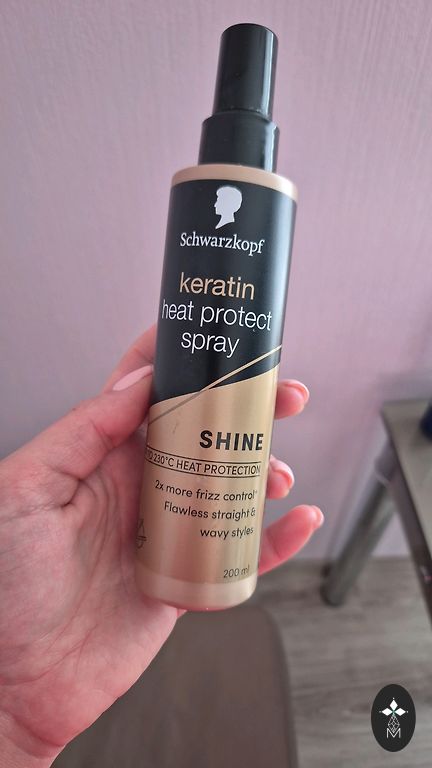 Schwarzkopf
keratin
heat protect
spray
SHINE
TO 230°C HEAT PROTECTION
2x more frizz control*
Flawless straight &
wavy styles
200 ml
M